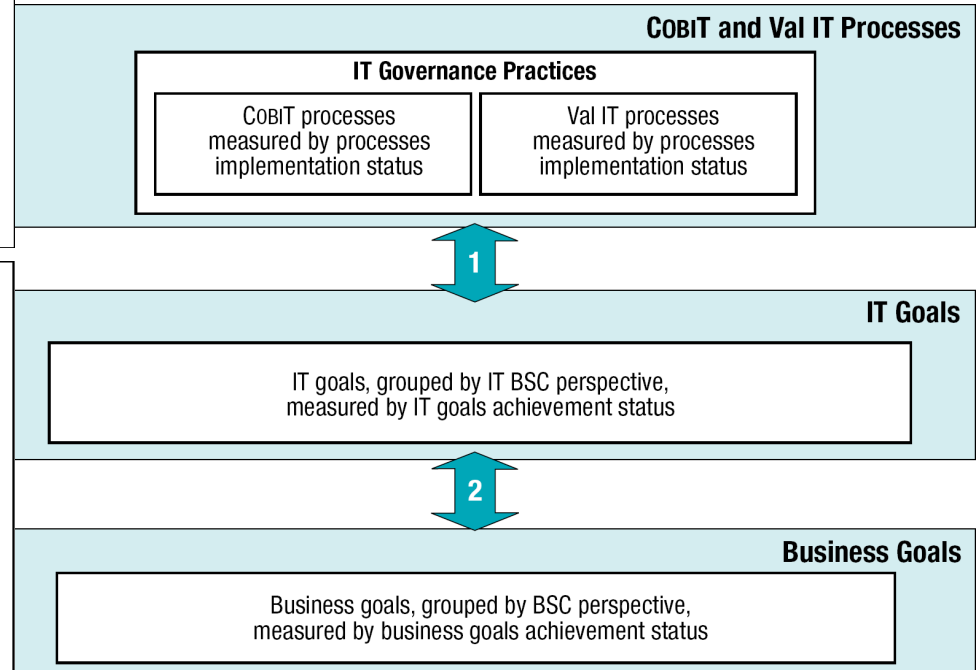 COBIT and Val IT Processes
IT Governance Practices
COBIT processes
measured by processes
implementation status
Val IT processes
measured by processes
implementation status
1
IT Goals
IT goals, grouped by IT BSC perspective,
measured by IT goals achievement status
2
Business Goals
Business goals, grouped by BSC perspective,
measured by business goals achievement status